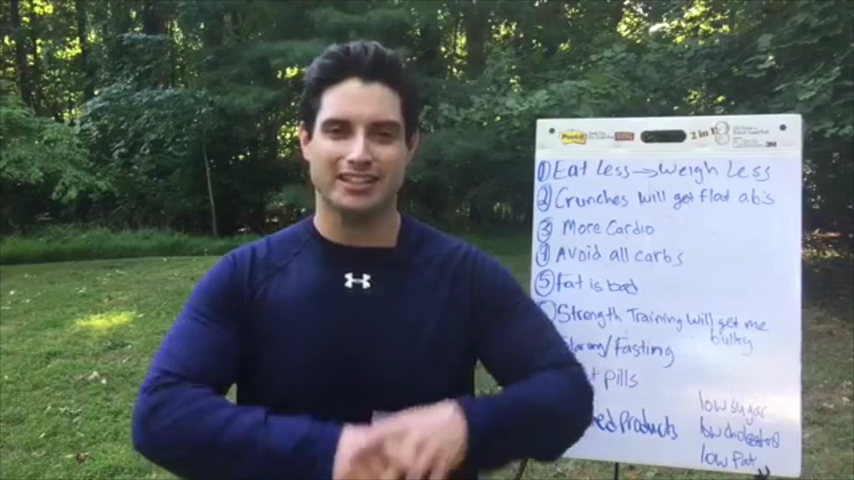 Post-it
2 in 1
3M
① Eat Less → Weigh Less
② Crunches will get flat ab's
③ More Cardio
④ Avoid all carbs
⑤ Fat is bad
Strength Training will get me
bulky
/Fasting
pills
Products
low sugar
low cholesterol
low fat